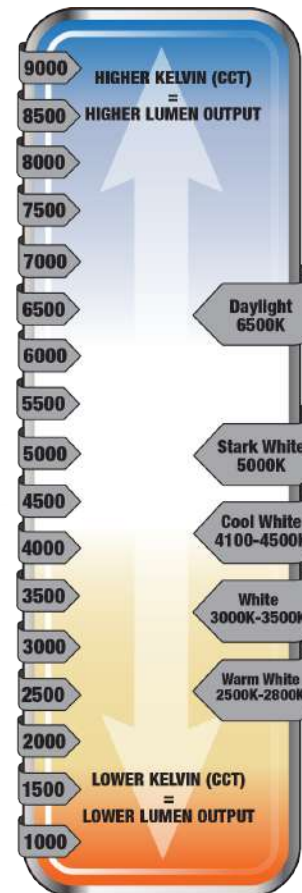 9000
HIGHER KELVIN (CCT)
=
HIGHER LUMEN OUTPUT
8500
8000
7500
7000
6500
Daylight
6500K
6000
5500
5000
Stark White
5000K
4500
Cool White
4100-4500K
4000
3500
White
3000K-3500K
3000
Warm White
2500K-2800K
2500
2000
1500
LOWER KELVIN (CCT)
=
LOWER LUMEN OUTPUT
1000